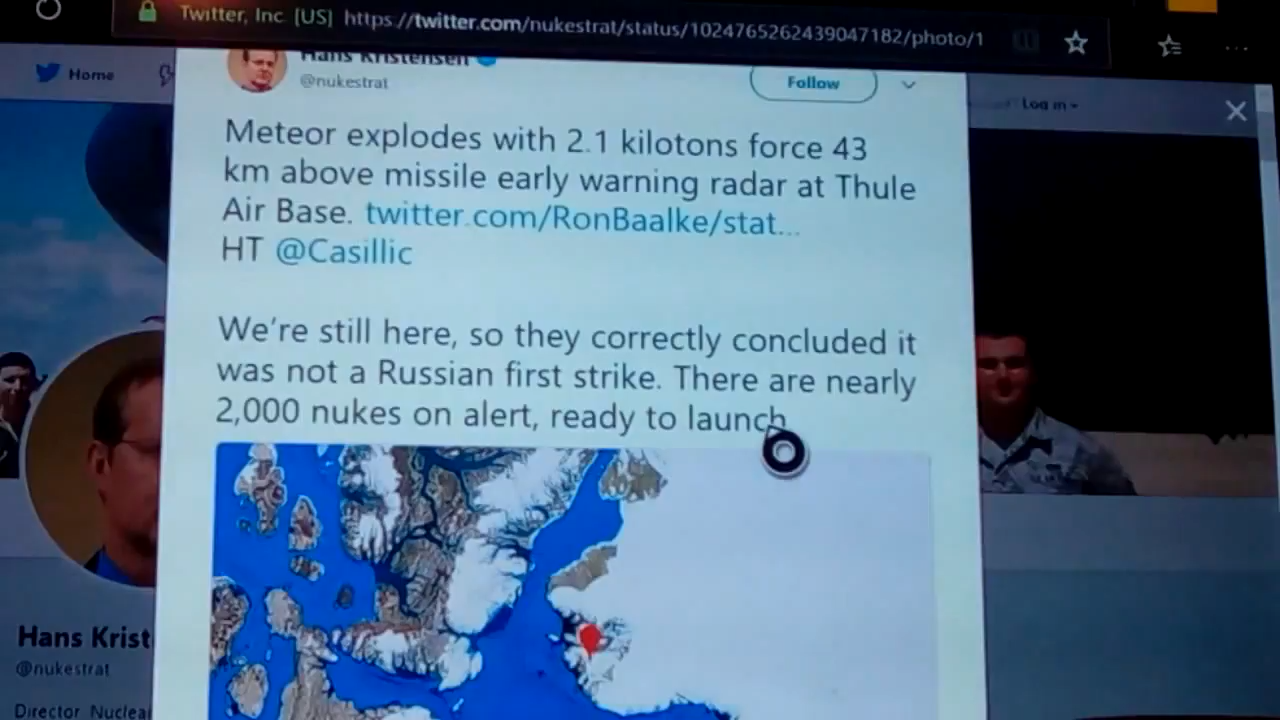 Twitter, Inc. [US] https://twitter.com/nukestrat/status/1024765262439047182/photo/1
Home
Hans Kristensen
@nukestrat
Follow
Log in
Meteor explodes with 2.1 kilotons force 43
km above missile early warning radar at Thule
Air Base. twitter.com/RonBaalke/stat...
HT @Casillic
We're still here, so they correctly concluded it
was not a Russian first strike. There are nearly
2,000 nukes on alert, ready to launch
Hans Krist
@nukestrat
Director, Nuclea